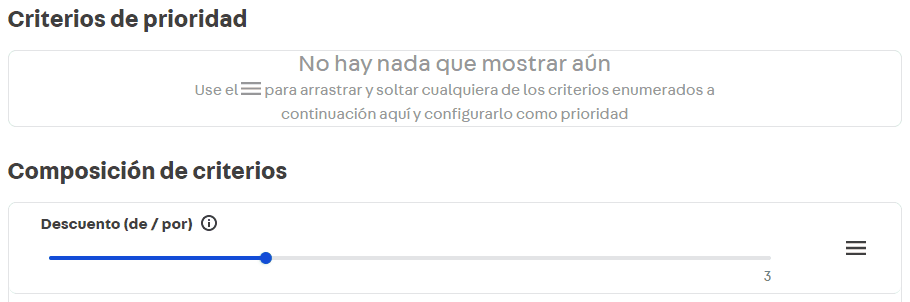 Criterios de prioridad
No hay nada que mostrar aún
Use el para arrastrar y soltar cualquiera de los criterios enumerados a
continuación aquí y configurarlo como prioridad
Composición de criterios
Descuento (de / por)
3